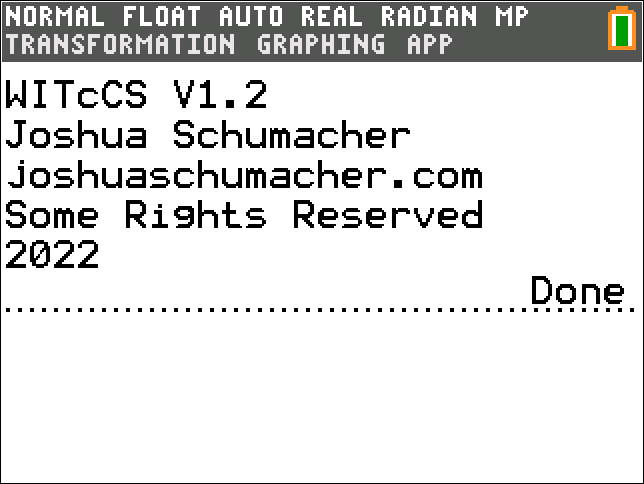 NORMAL FLOAT AUTO REAL RADIAN MP
TRANSFORMATION GRAPHING APP
WITcCS V1.2
Joshua Schumacher
joshuaschumacher.com
Some Rights Reserved
2022
Done